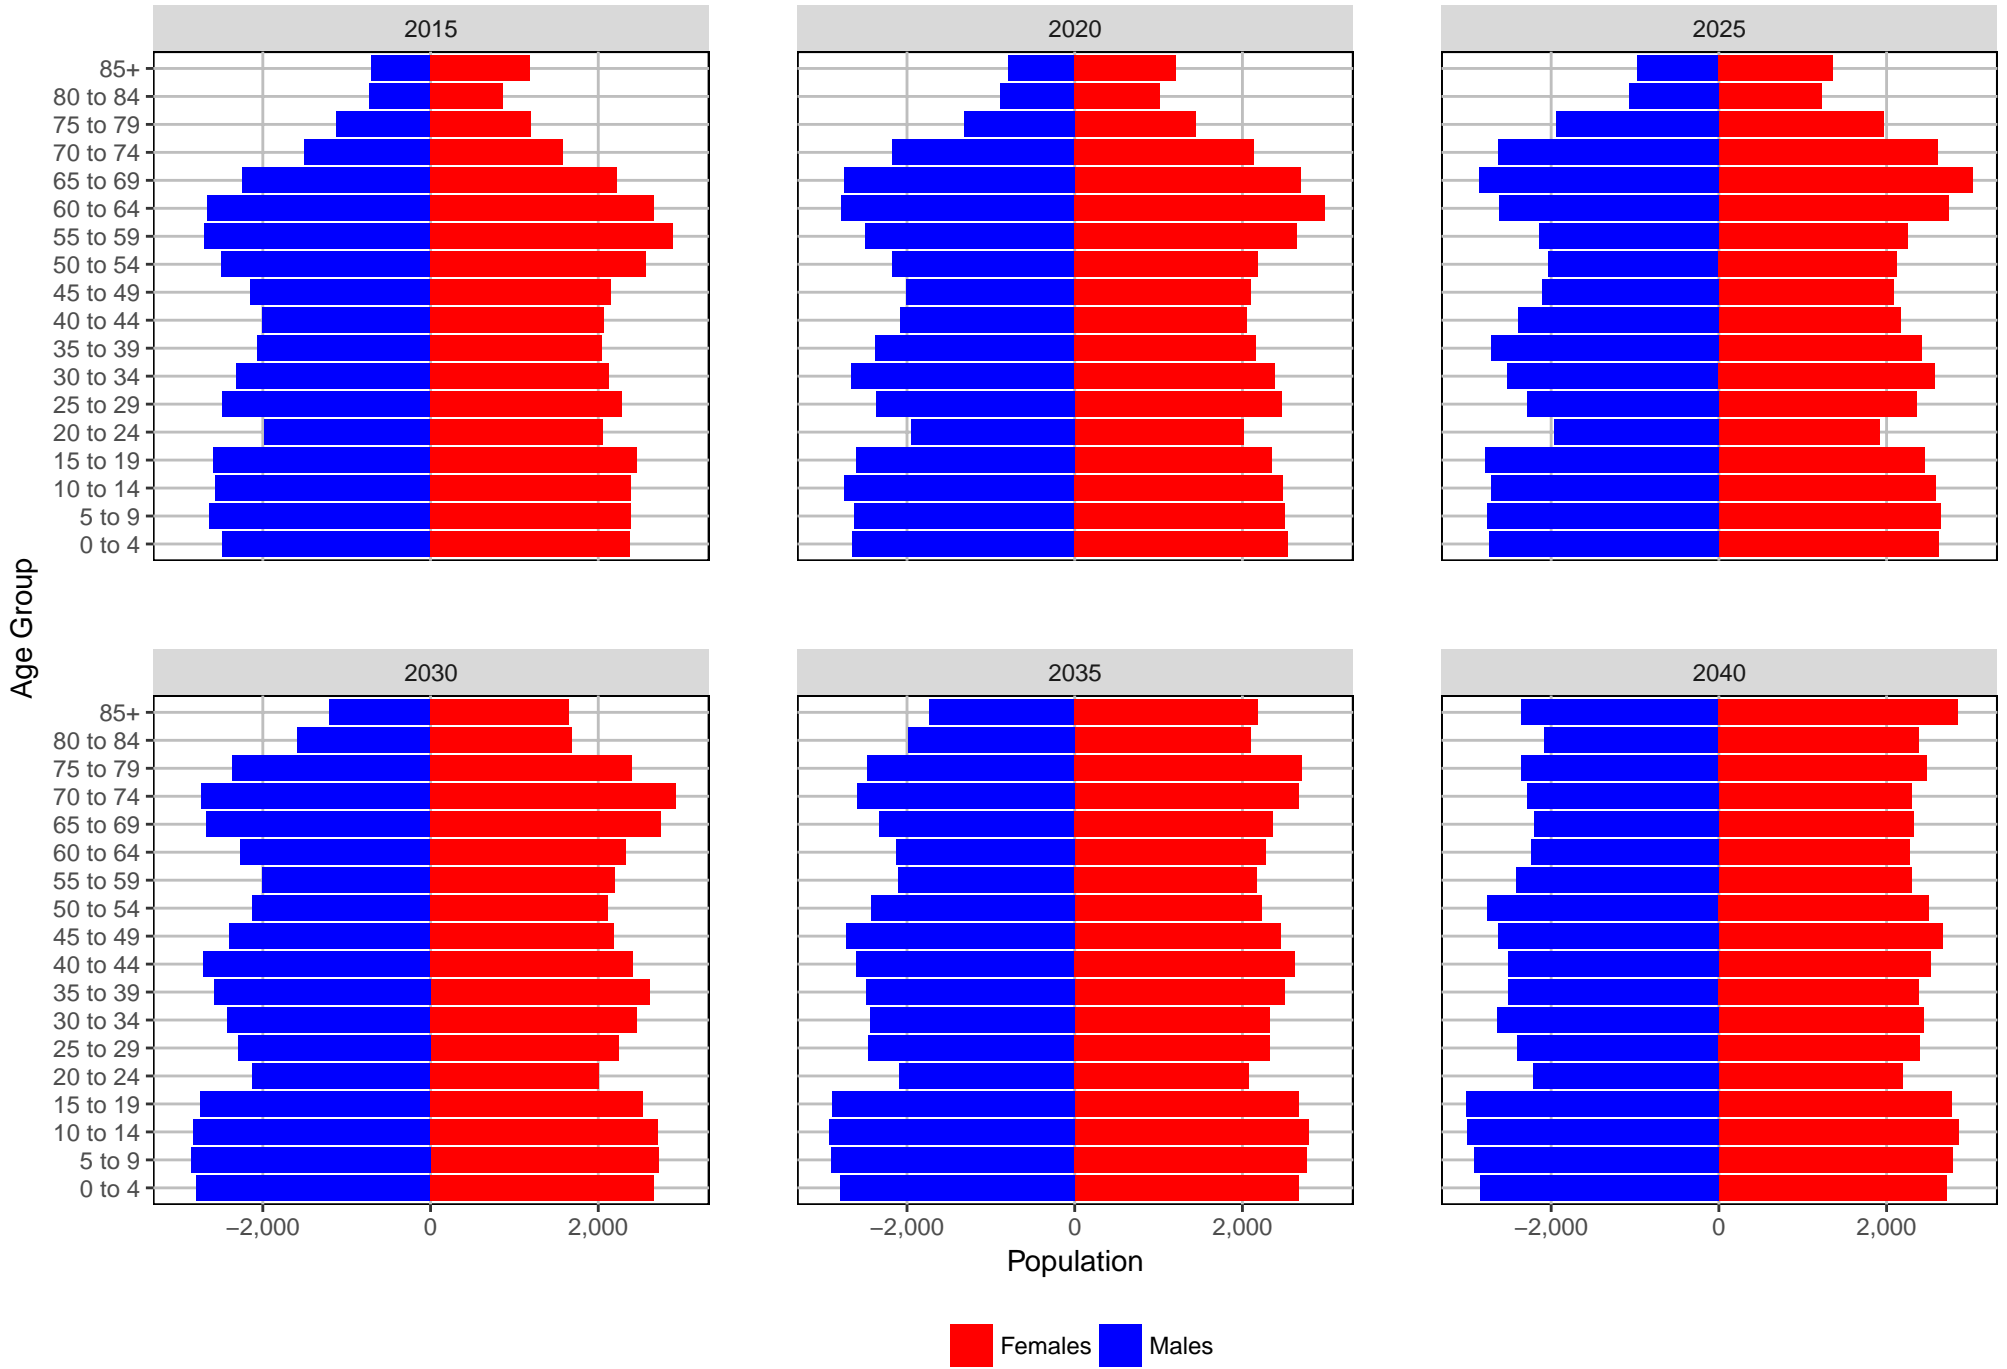 2015
2020
2025
85+
80 to 84
75 to 79
70 to 74
65 to 69
60 to 64
55 to 59
50 to 54
45 to 49
40 to 44
35 to 39
30 to 34
25 to 29
20 to 24
15 to 19
10 to 14
5 to 9
0 to 4
Age Group
2030
2035
2040
85+
80 to 84
75 to 79
70 to 74
65 to 69
60 to 64
55 to 59
50 to 54
45 to 49
40 to 44
35 to 39
30 to 34
25 to 29
20 to 24
15 to 19
10 to 14
5 to 9
0 to 4
−2,000 0 2,000
−2,000 0 2,000
−2,000 0 2,000
Population
Females Males